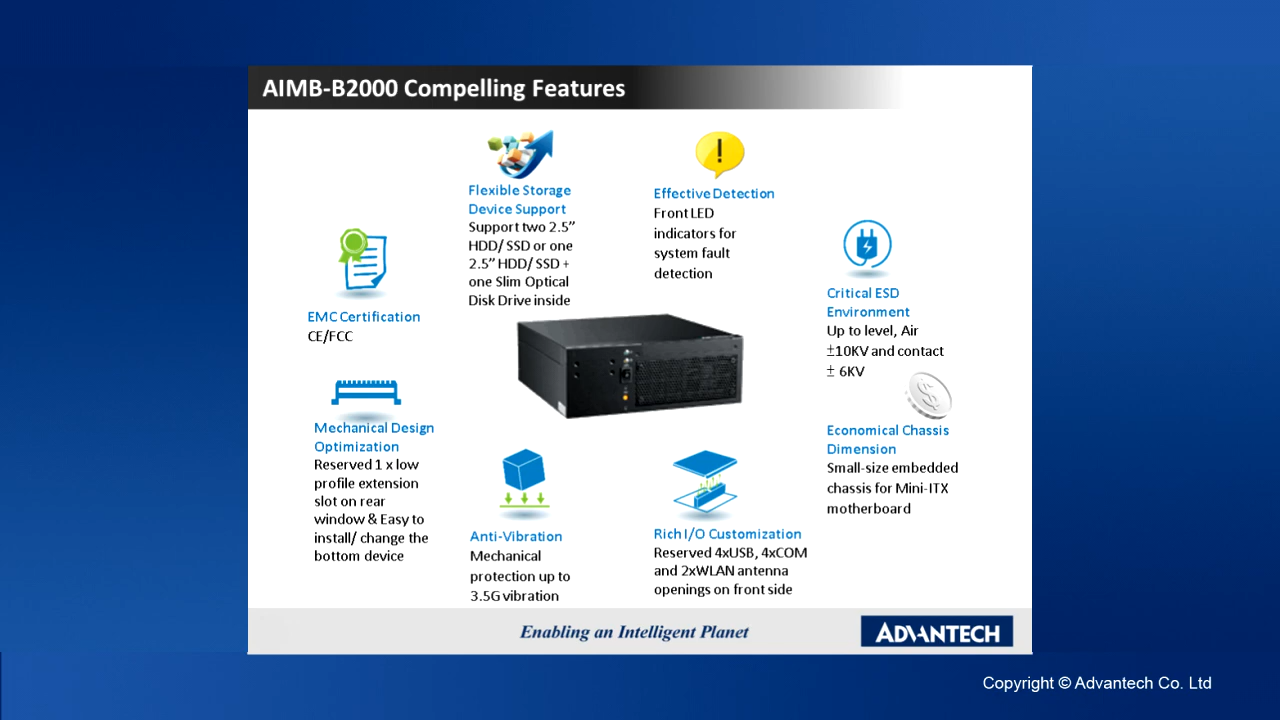 AIMB-B2000 Compelling Features
Flexible Storage
Device Support
Support two 2.5”
HDD/ SSD or one
2.5” HDD/ SSD +
one Slim Optical
Disk Drive inside
Effective Detection
Front LED
indicators for
system fault
detection
EMC Certification
CE/FCC
Critical ESD
Environment
Up to level, Air
±10KV and contact
± 6KV
Mechanical Design
Optimization
Reserved 1 x low
profile extension
slot on rear
window & Easy to
install/ change the
bottom device
Economical Chassis
Dimension
Small-size embedded
chassis for Mini-ITX
motherboard
Anti-Vibration
Mechanical
protection up to
3.5G vibration
Rich I/O Customization
Reserved 4xUSB, 4xCOM
and 2xWLAN antenna
openings on front side
Enabling an Intelligent Planet
ADVANTECH
Copyright © Advantech Co. Ltd